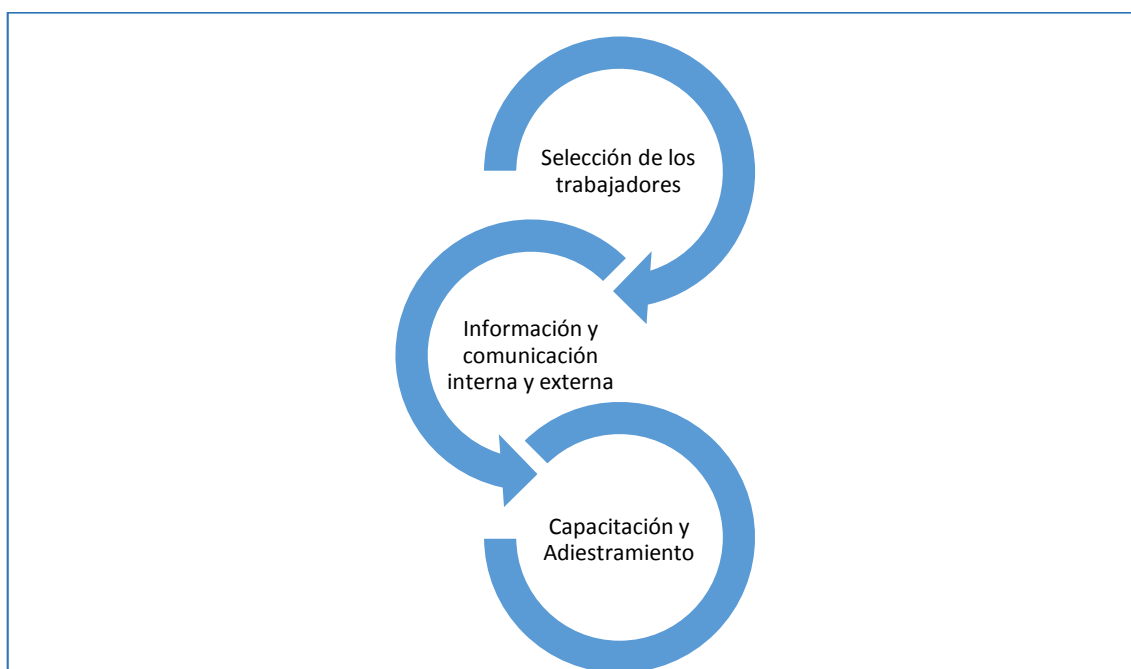 Selección de los
trabajadores
Información y
comunicación
interna y externa
Capacitación y
Adiestramiento